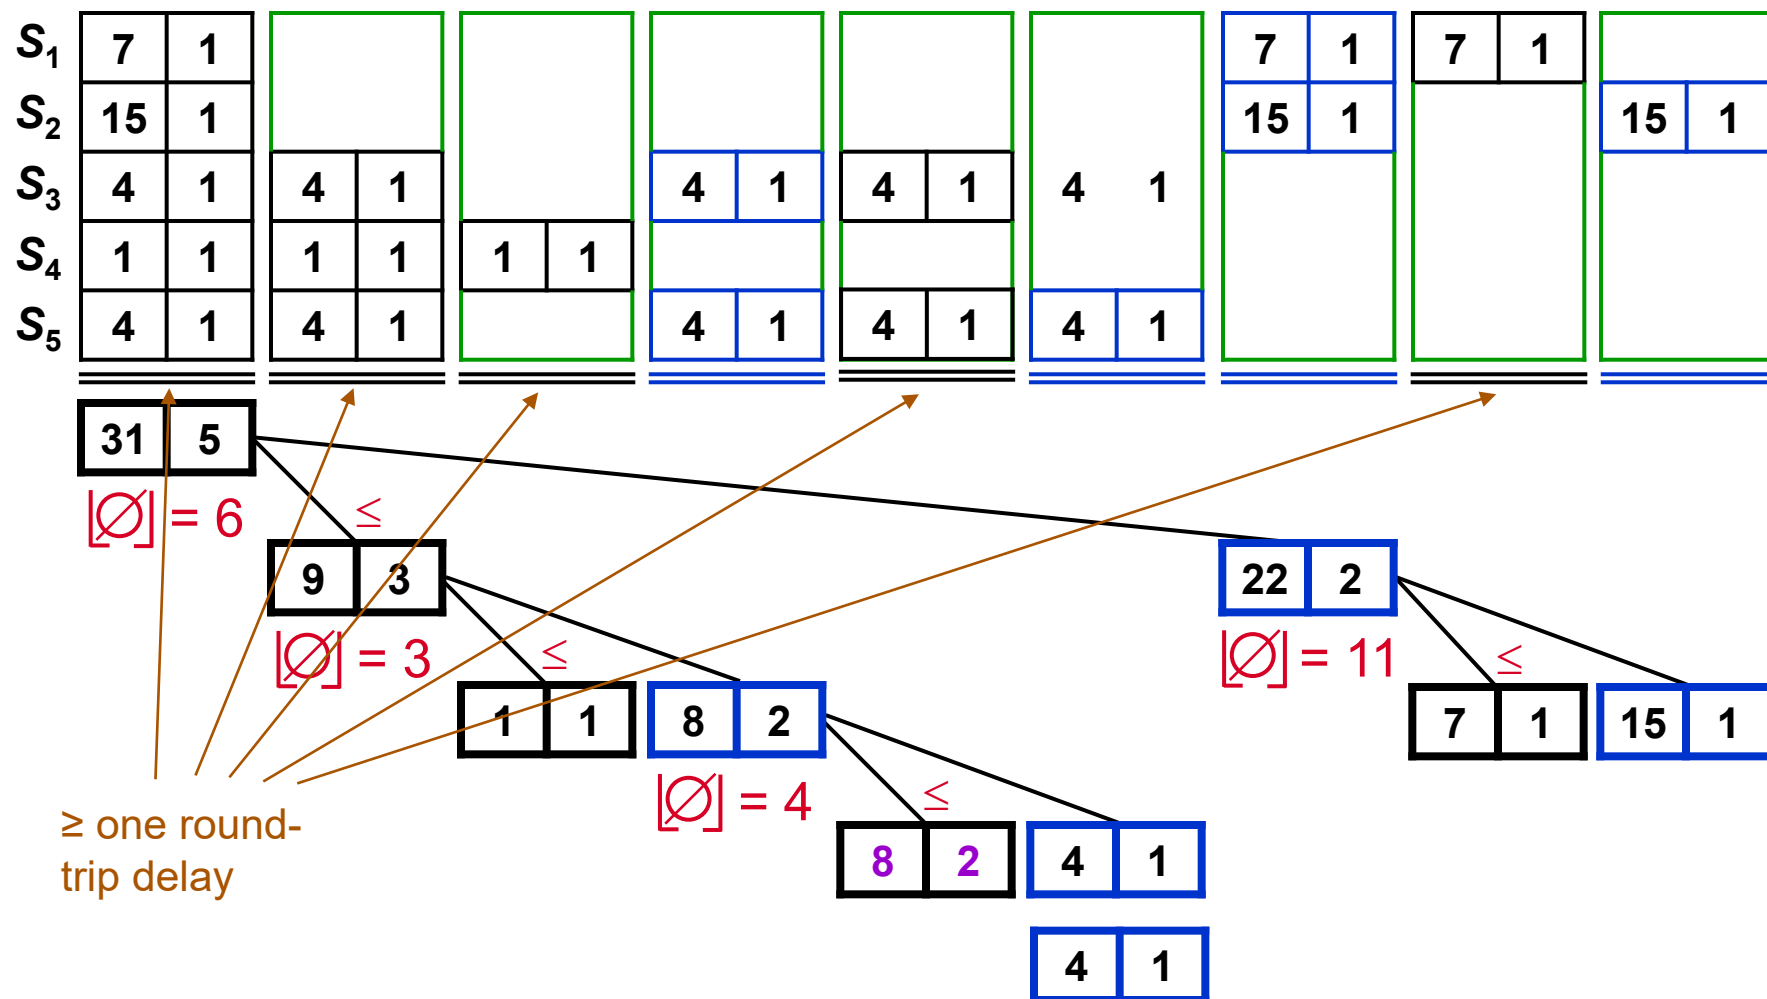 S1 7 1 7 1 7 1
S2 15 1 15 1 15 1
S3 4 1 4 1 4 1 4 1 4 1
S4 1 1 1 1 1 1
S5 4 1 4 1 4 1 4 1 4 1
31 5
⌊∅⌋ = 6 ≤
9 3 22 2
⌊∅⌋ = 3 ≤ ⌊∅⌋ = 11 ≤
1 1 8 2 7 1 15 1
⌊∅⌋ = 4 ≤
≥ one round-
trip delay
8 2 4 1
4 1